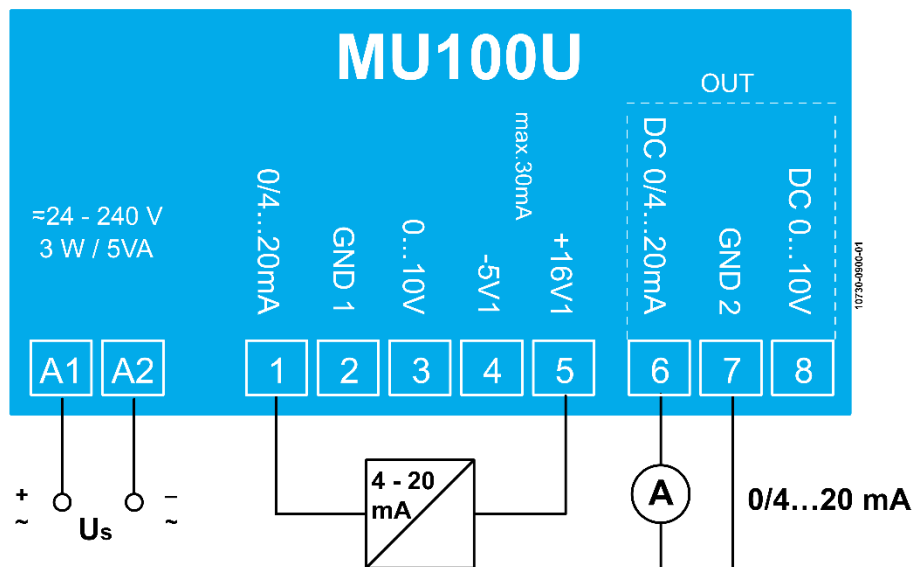 MU100U
OUT
≂24 - 240 V
3 W / 5VA
0/4...20mA
GND 1
0...10V
-5V1
max.30mA
+16V1
DC 0/4...20mA
GND 2
DC 0...10V
10730-0900-01
A1 A2 1 2 3 4 5 6 7 8
+
~
Us
–
~
4 - 20
mA
A
0/4...20 mA